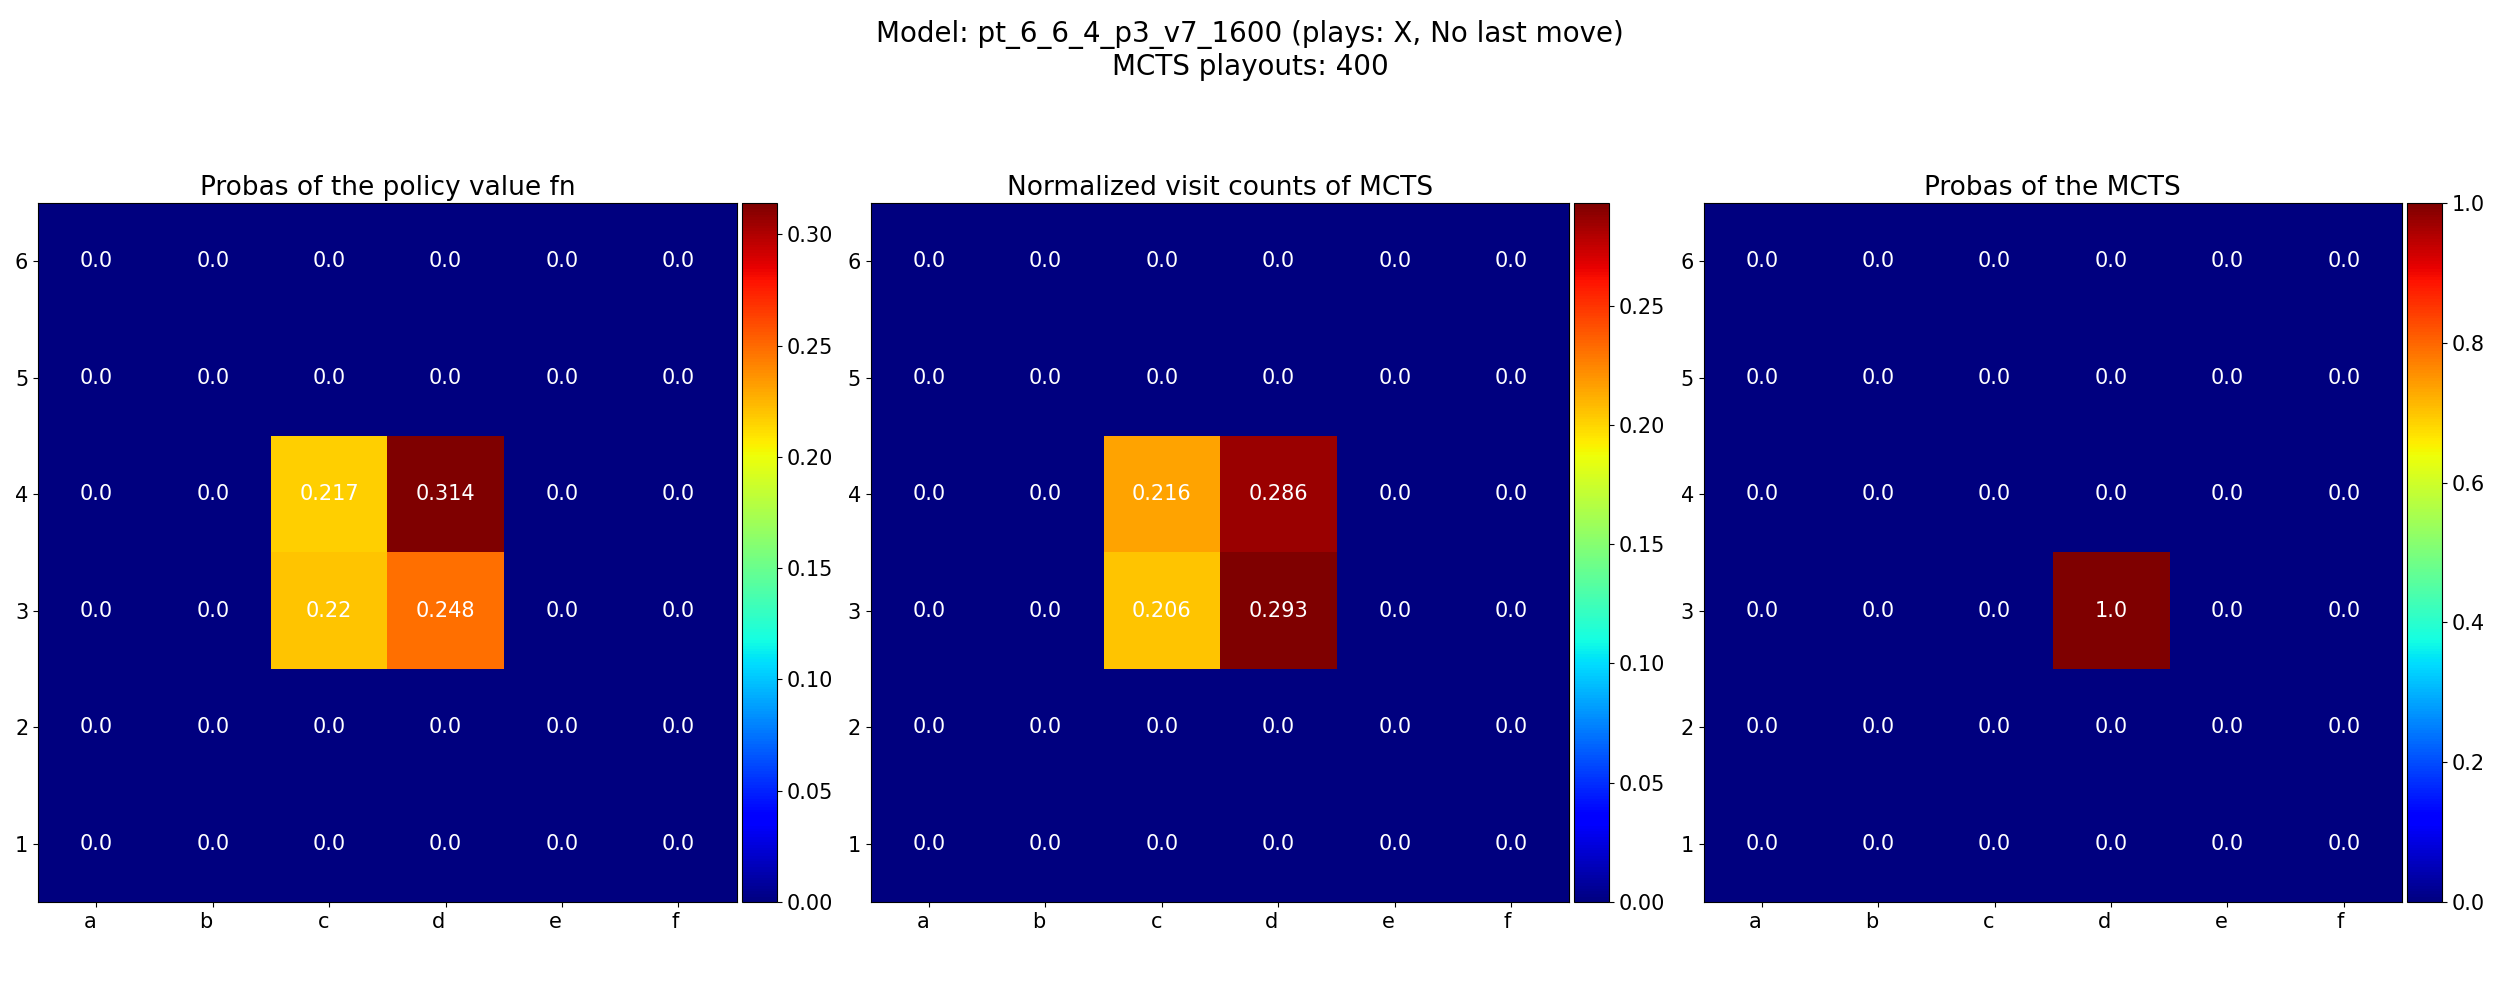 Model: pt_6_6_4_p3_v7_1600 (plays: X, No last move)
MCTS playouts: 400
Probas of the policy value fn
6 0.0 0.0 0.0 0.0 0.0 0.0
5 0.0 0.0 0.0 0.0 0.0 0.0
4 0.0 0.0 0.217 0.314 0.0 0.0
3 0.0 0.0 0.22 0.248 0.0 0.0
2 0.0 0.0 0.0 0.0 0.0 0.0
1 0.0 0.0 0.0 0.0 0.0 0.0
a b c d e f
0.30
0.25
0.20
0.15
0.10
0.05
0.00
Normalized visit counts of MCTS
6 0.0 0.0 0.0 0.0 0.0 0.0
5 0.0 0.0 0.0 0.0 0.0 0.0
4 0.0 0.0 0.216 0.286 0.0 0.0
3 0.0 0.0 0.206 0.293 0.0 0.0
2 0.0 0.0 0.0 0.0 0.0 0.0
1 0.0 0.0 0.0 0.0 0.0 0.0
a b c d e f
0.25
0.20
0.15
0.10
0.05
0.00
Probas of the MCTS
6 0.0 0.0 0.0 0.0 0.0 0.0
5 0.0 0.0 0.0 0.0 0.0 0.0
4 0.0 0.0 0.0 0.0 0.0 0.0
3 0.0 0.0 0.0 1.0 0.0 0.0
2 0.0 0.0 0.0 0.0 0.0 0.0
1 0.0 0.0 0.0 0.0 0.0 0.0
a b c d e f
1.0
0.8
0.6
0.4
0.2
0.0